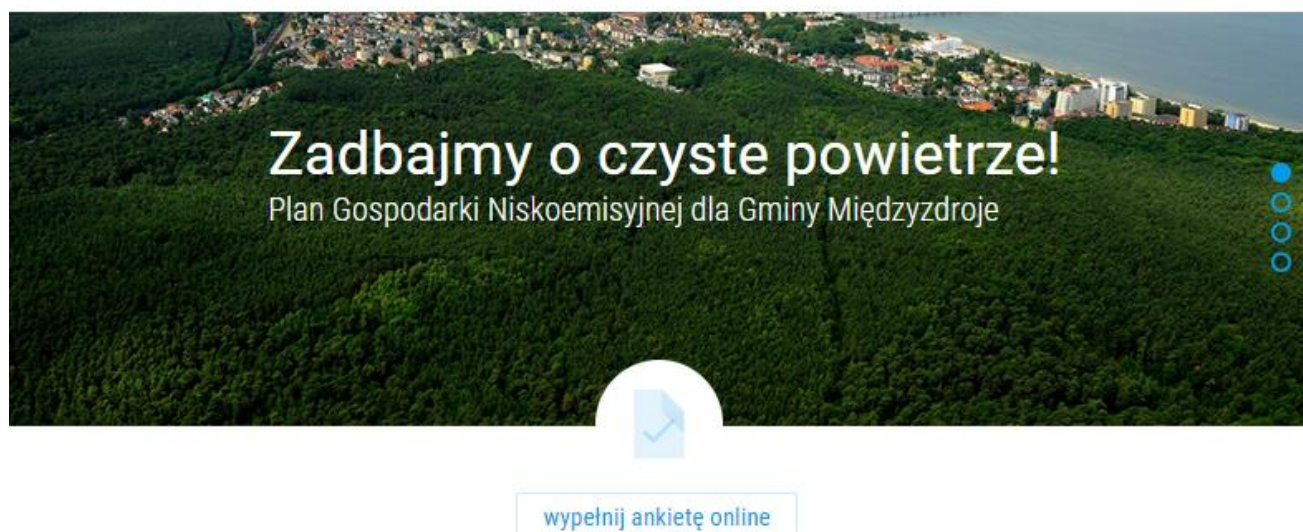 Zadbajmy o czyste powietrze!
Plan Gospodarki Niskoemisyjnej dla Gminy Międzyzdroje
wypełnij ankietę online